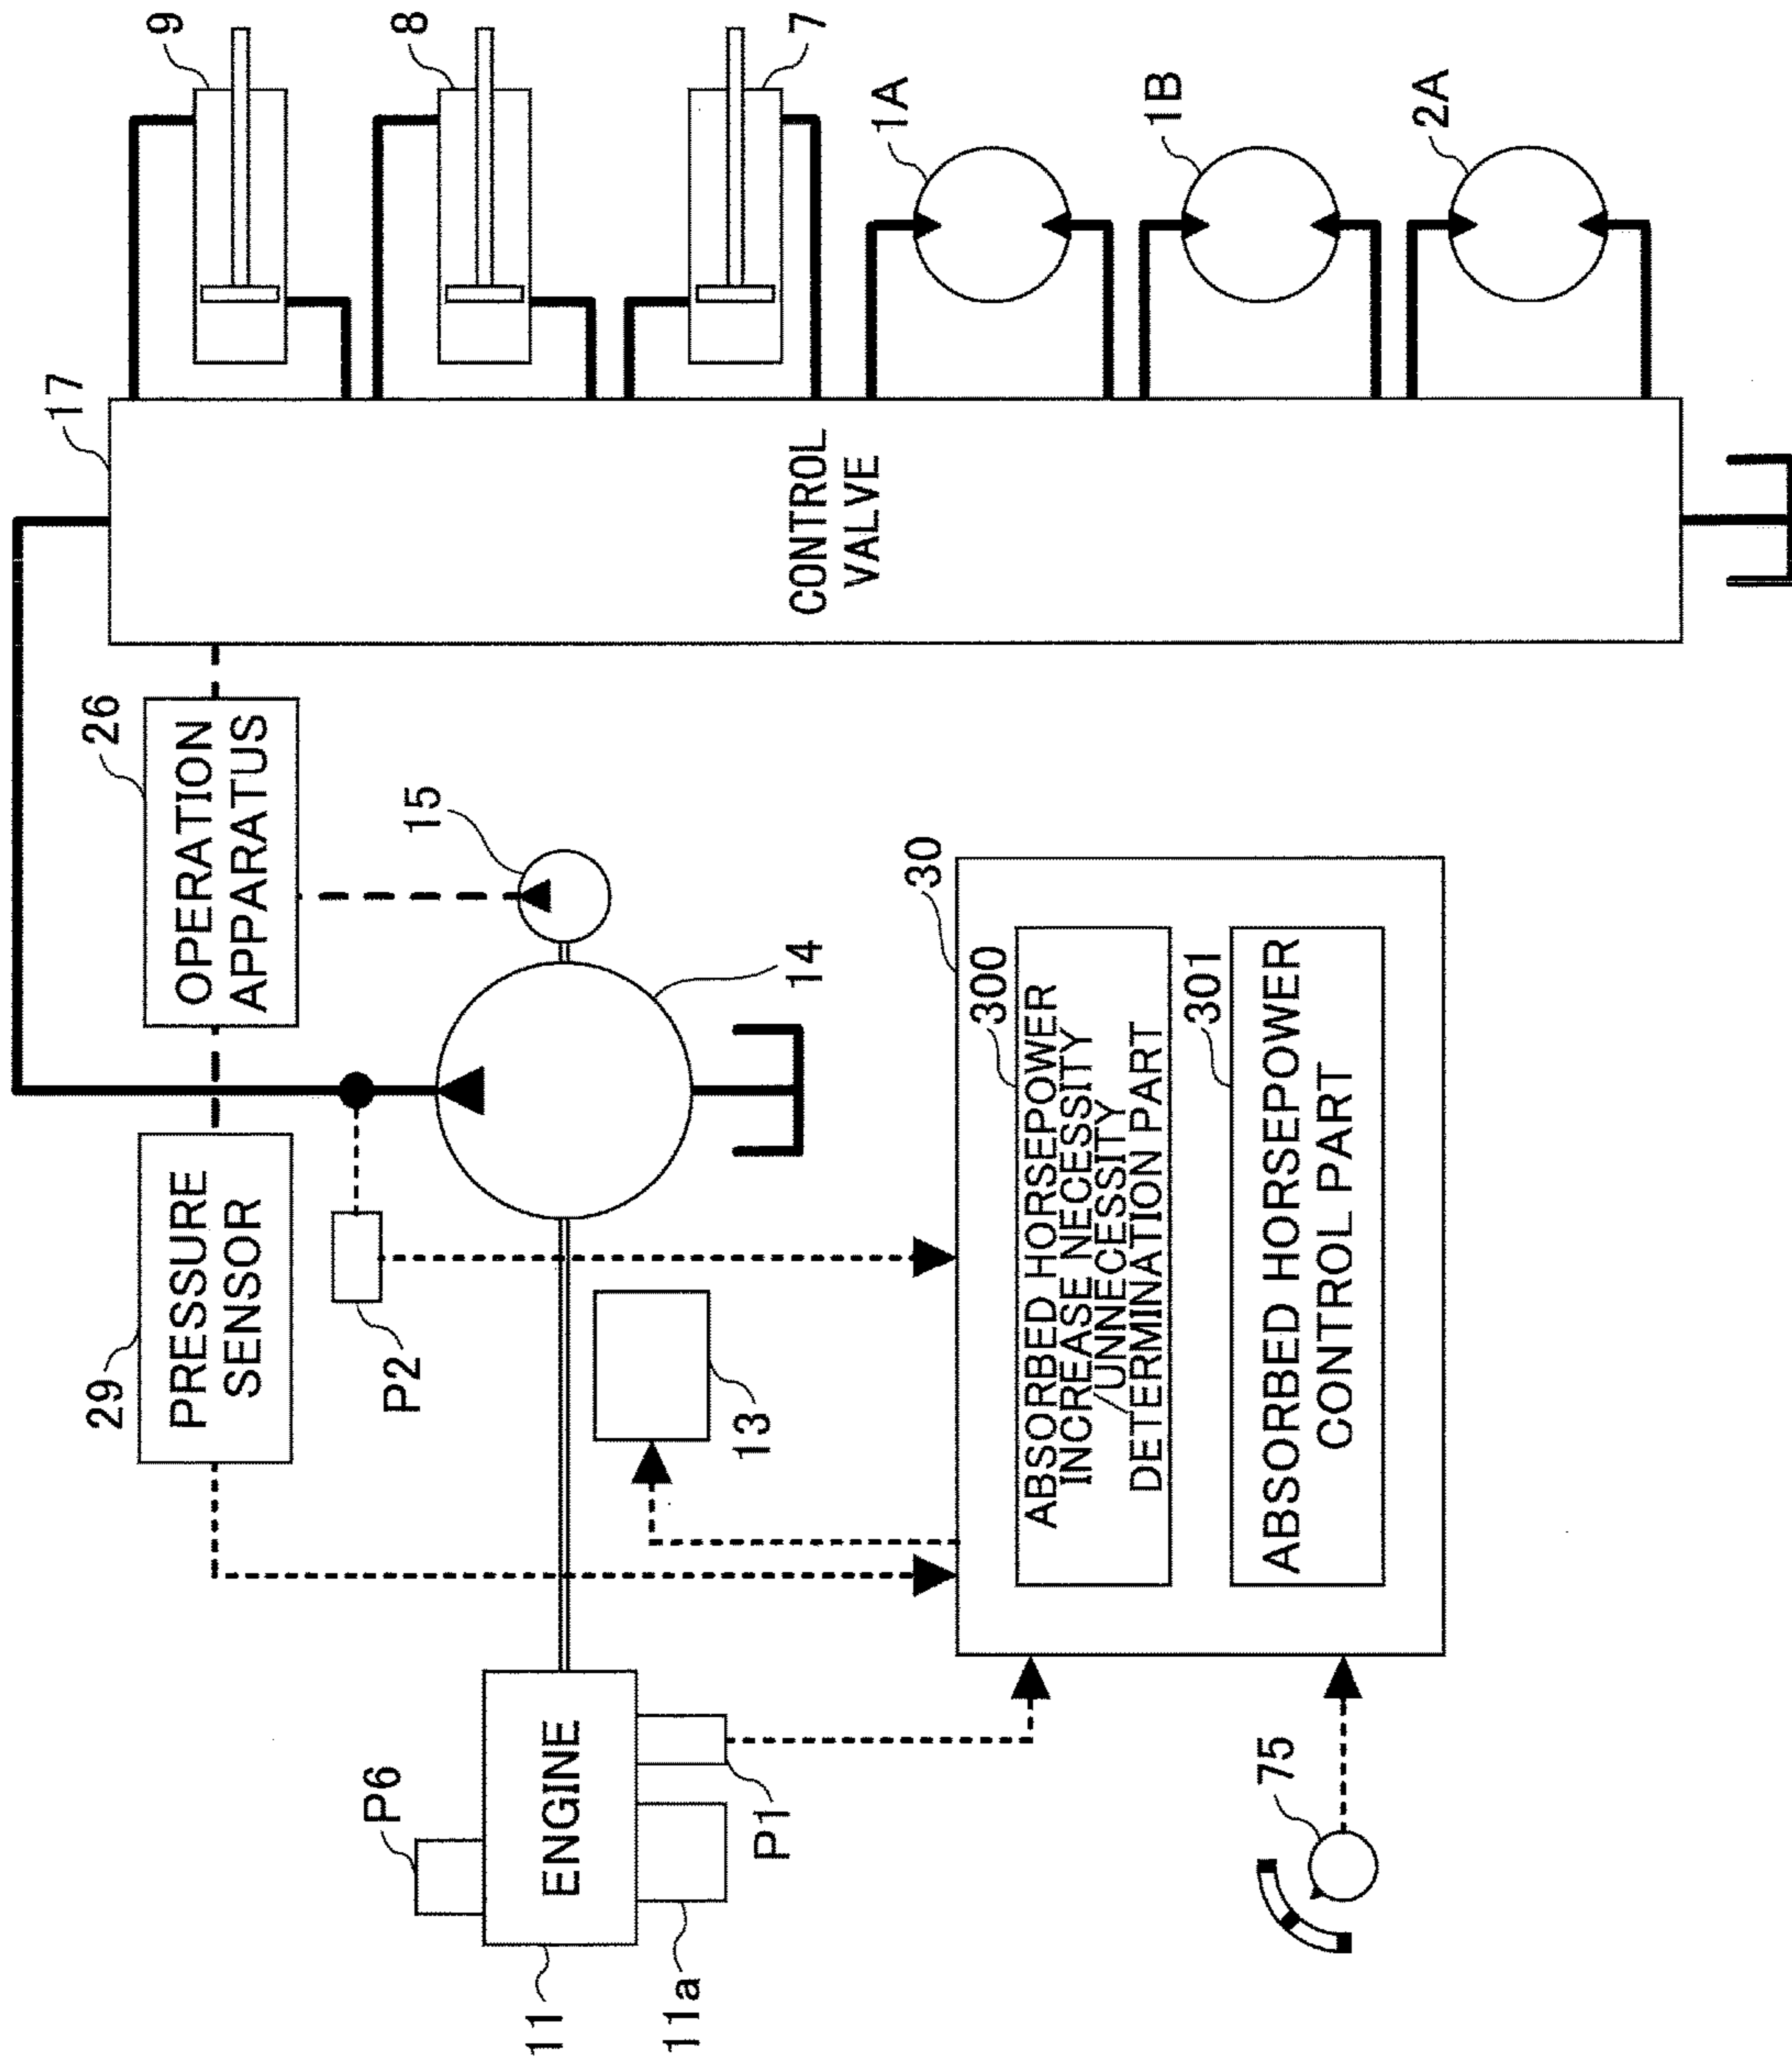 9
8
7
1A
1B
2A
17
CONTROL
VALVE
26
OPERATION
APPARATUS
15
14
29
PRESSURE
SENSOR
P2
13
30
300
ABSORBED HORSEPOWER
INCREASE NECESSITY
/UNNECESSITY
DETERMINATION PART
301
ABSORBED HORSEPOWER
CONTROL PART
P6
ENGINE
11
11a
P1
75